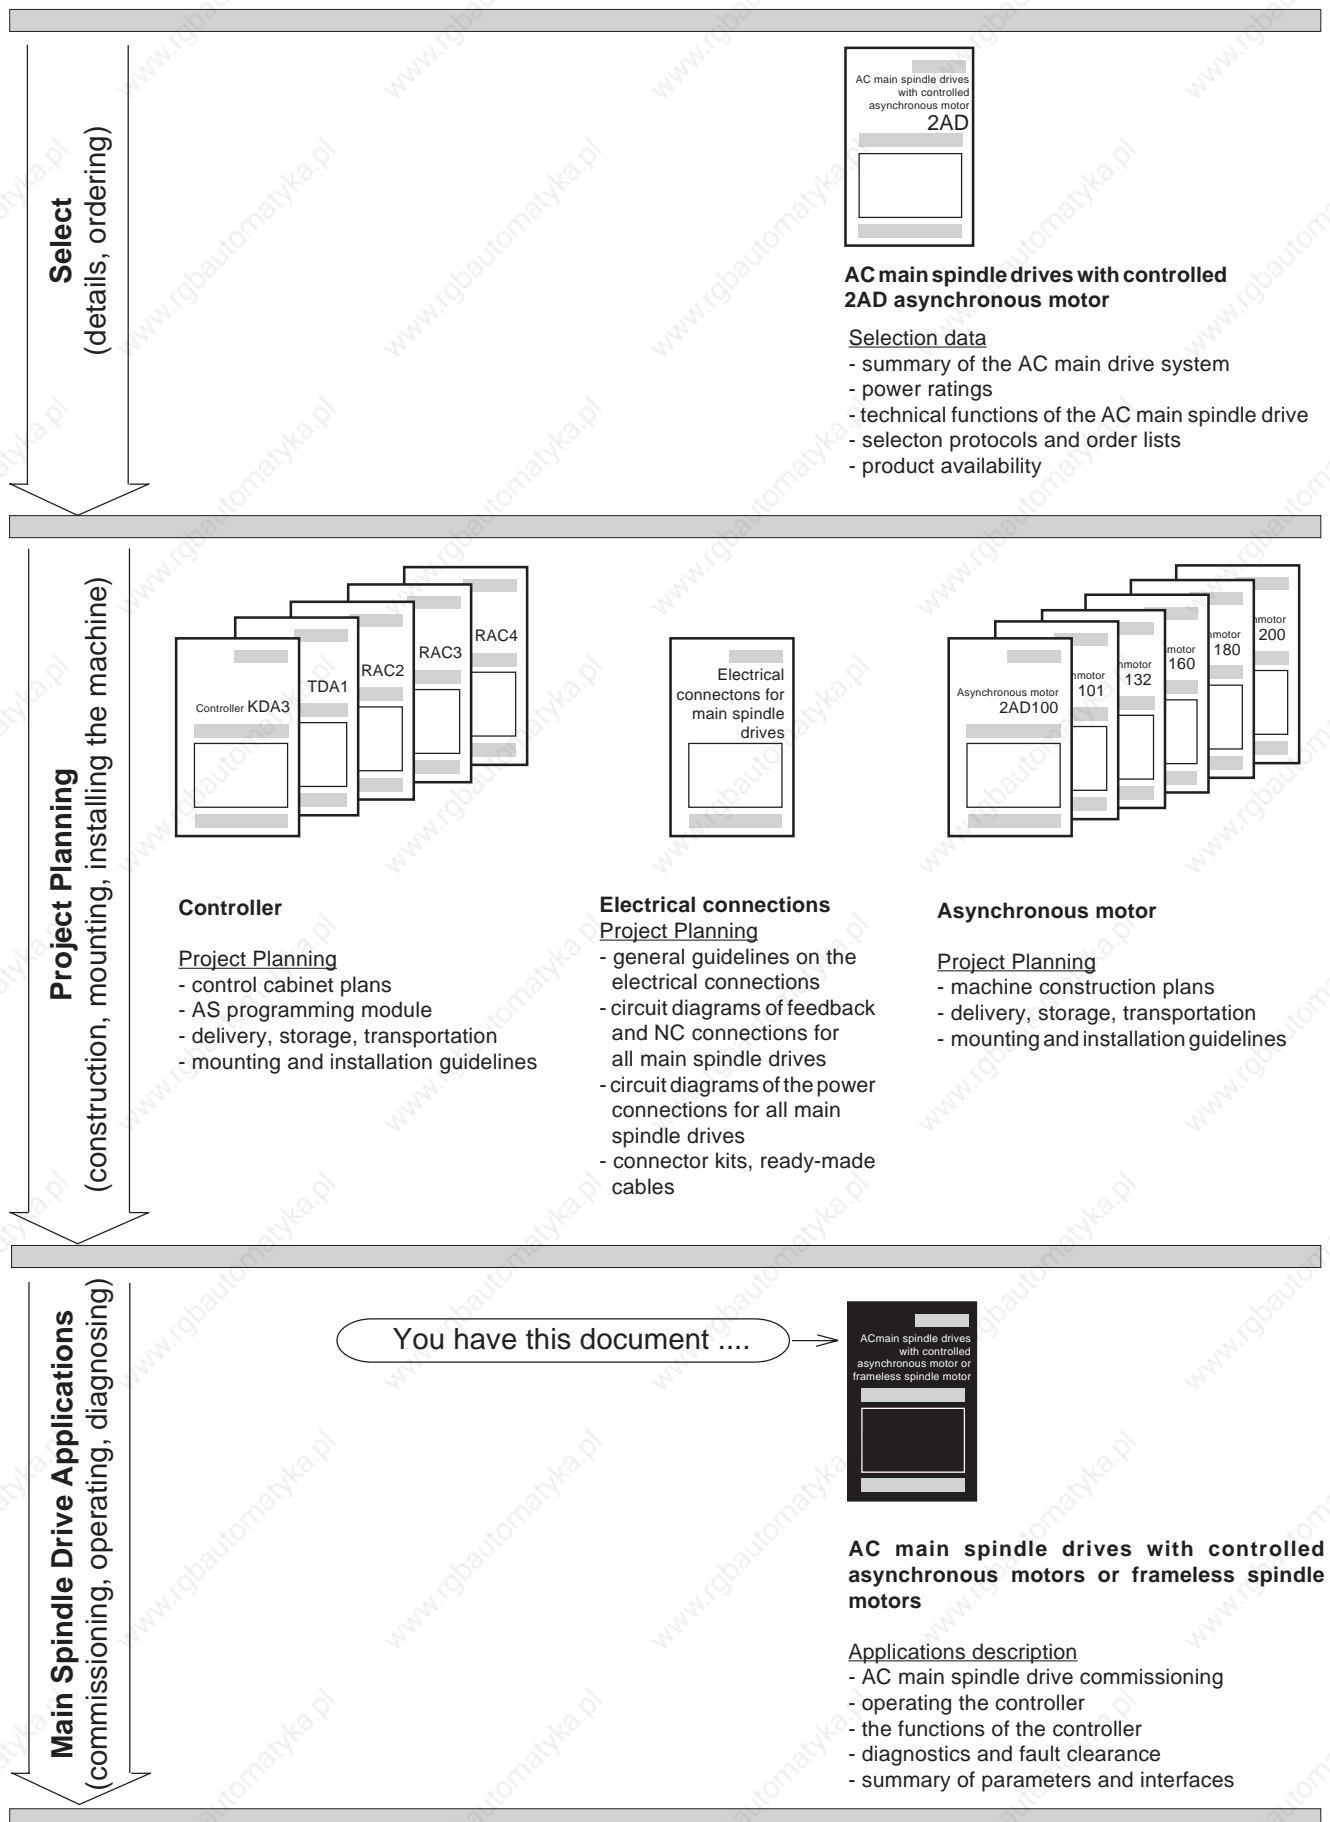 Select
(details, ordering)
AC main spindle drives
with controlled
asynchronous motor
2AD
AC main spindle drives with controlled
2AD asynchronous motor
Selection data
- summary of the AC main drive system
- power ratings
- technical functions of the AC main spindle drive
- selecton protocols and order lists
- product availability
Project Planning
(construction, mounting, installing the machine)
Controller KDA3
TDA1
RAC2
RAC3
RAC4
Electrical
connectons for
main spindle
drives
Asynchronous motor
2AD100
nmotor
101
nmotor
132
motor
160
nmotor
180
nmotor
200
Controller
Project Planning
- control cabinet plans
- AS programming module
- delivery, storage, transportation
- mounting and installation guidelines
Electrical connections
Project Planning
- general guidelines on the
electrical connections
- circuit diagrams of feedback
and NC connections for
all main spindle drives
- circuit diagrams of the power
connections for all main
spindle drives
- connector kits, ready-made
cables
Asynchronous motor
Project Planning
- machine construction plans
- delivery, storage, transportation
- mounting and installation guidelines
Main Spindle Drive Applications
(commissioning, operating, diagnosing)
You have this document ....
ACmain spindle drives
with controlled
asynchronous motor or
frameless spindle motor
AC main spindle drives with controlled
asynchronous motors or frameless spindle
motors
Applications description
- AC main spindle drive commissioning
- operating the controller
- the functions of the controller
- diagnostics and fault clearance
- summary of parameters and interfaces
www.rgbautomatyka.pl